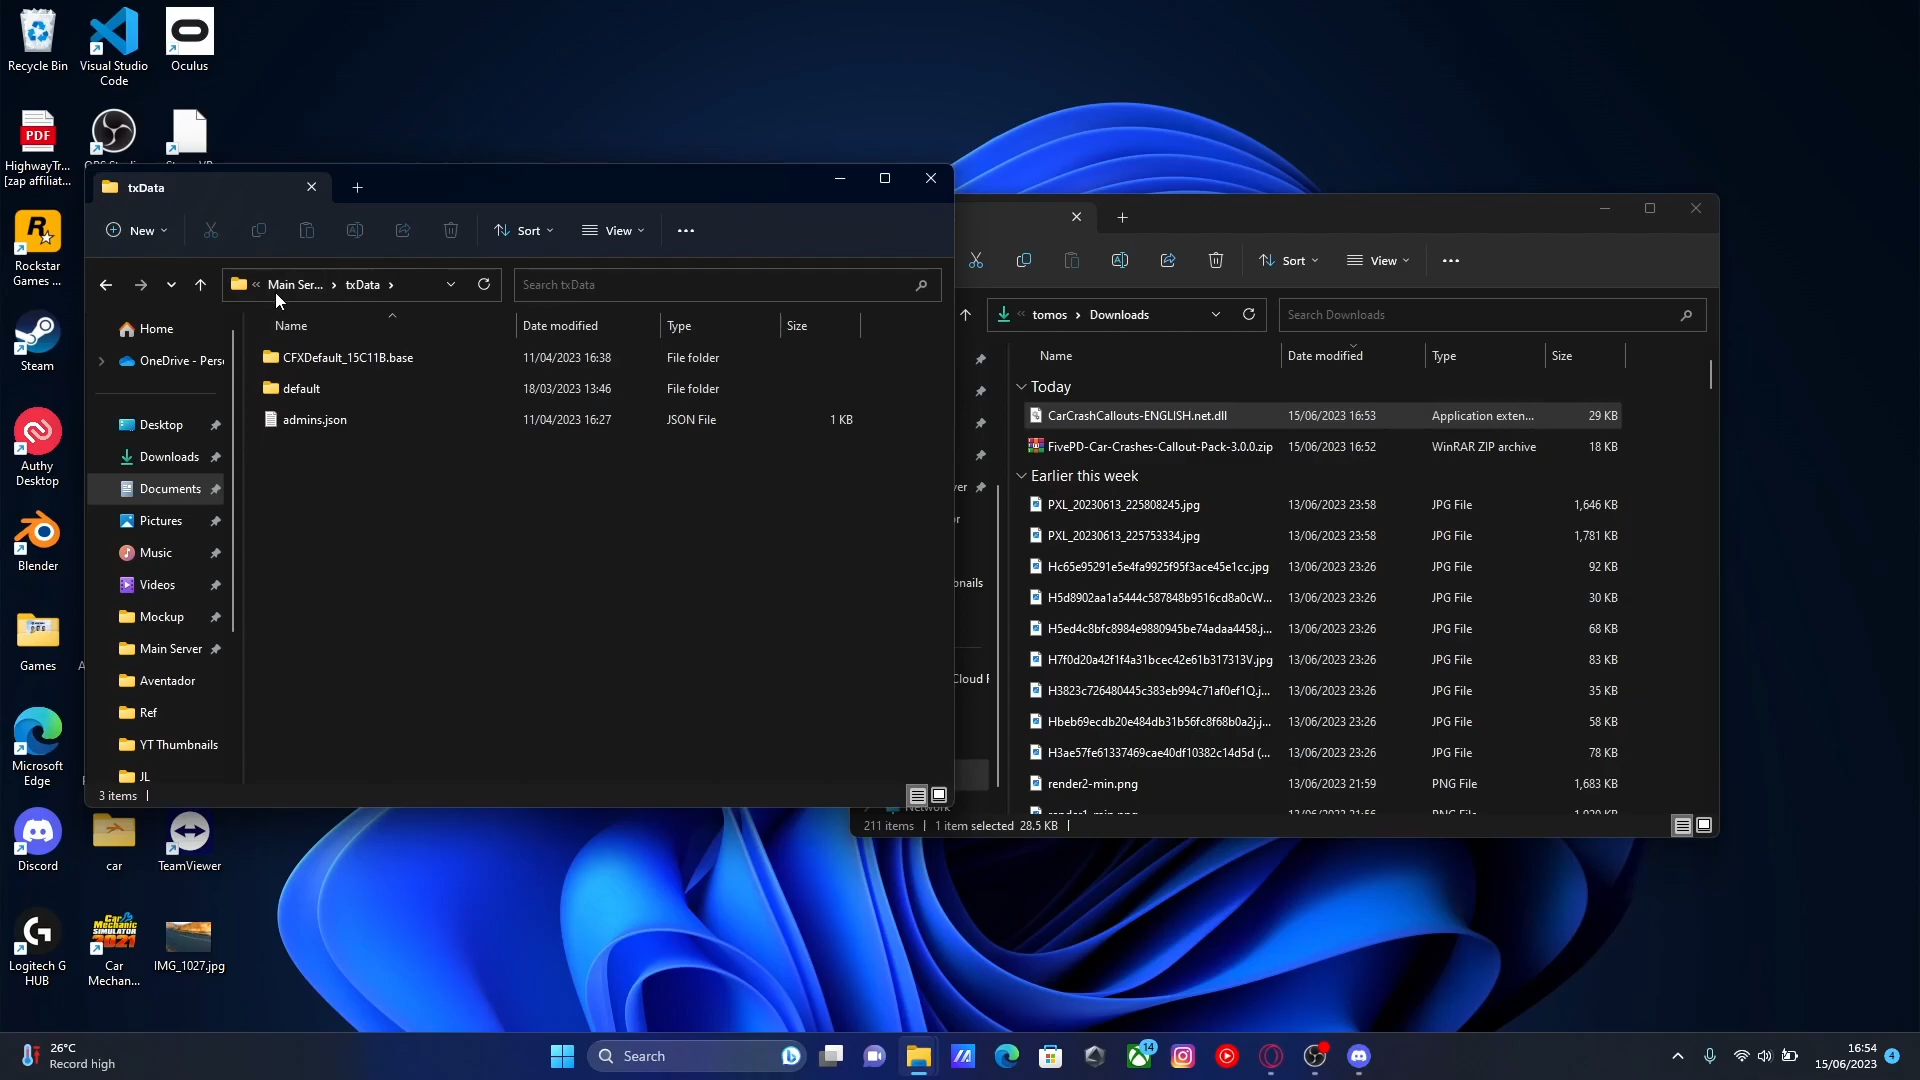 Recycle Bin
Visual Studio
Code
Oculus
PDF
HighwayTr...
[zap affiliat...
Rockstar
Games ...
Steam
Authy
Desktop
Blender
Games
Microsoft
Edge
Discord
car
TeamViewer
Logitech G
HUB
Car
Mechan...
IMG_1027.jpg
txData
New
Sort
View
Main Ser...
txData
Search txData
Name
Date modified
Type
Size
CFXDefault_15C11B.base
11/04/2023 16:38
File folder
default
18/03/2023 13:46
File folder
admins.json
11/04/2023 16:27
JSON File
1 KB
Home
OneDrive - Pers
Desktop
Downloads
Documents
Pictures
Music
Videos
Mockup
Main Server
Aventador
Ref
YT Thumbnails
JL
3 items
Sort
View
tomos
Downloads
Search Downloads
Name
Date modified
Type
Size
Today
CarCrashCallouts-ENGLISH.net.dll
15/06/2023 16:53
Application exten...
29 KB
FivePD-Car-Crashes-Callout-Pack-3.0.0.zip
15/06/2023 16:52
WinRAR ZIP archive
18 KB
Earlier this week
PXL_20230613_225808245.jpg
13/06/2023 23:58
JPG File
1,646 KB
PXL_20230613_225753334.jpg
13/06/2023 23:58
JPG File
1,781 KB
Hc65e95291e5e4fa9925f95f3ace45e1cc.jpg
13/06/2023 23:26
JPG File
92 KB
H5d8902aa1a5444c587848b9516cd8a0cW...
13/06/2023 23:26
JPG File
30 KB
H5ed4c8bfc8984e9880945be74adaa4458.j...
13/06/2023 23:26
JPG File
68 KB
H7f0d20a42f1f4a31bcec42e61b317313V.jpg
13/06/2023 23:26
JPG File
83 KB
H3823c726480445c383eb994c71af0ef1Q.j...
13/06/2023 23:26
JPG File
35 KB
Hbeb69ecdb20e484db31b56fc8f68b0a2j.j...
13/06/2023 23:26
JPG File
58 KB
H3ae57fe61337469cae40df10382c14d5d (...
13/06/2023 23:26
JPG File
78 KB
render2-min.png
13/06/2023 21:59
PNG File
1,683 KB
211 items
1 item selected 28.5 KB
26°C
Record high
Search
14
16:54
15/06/2023
4